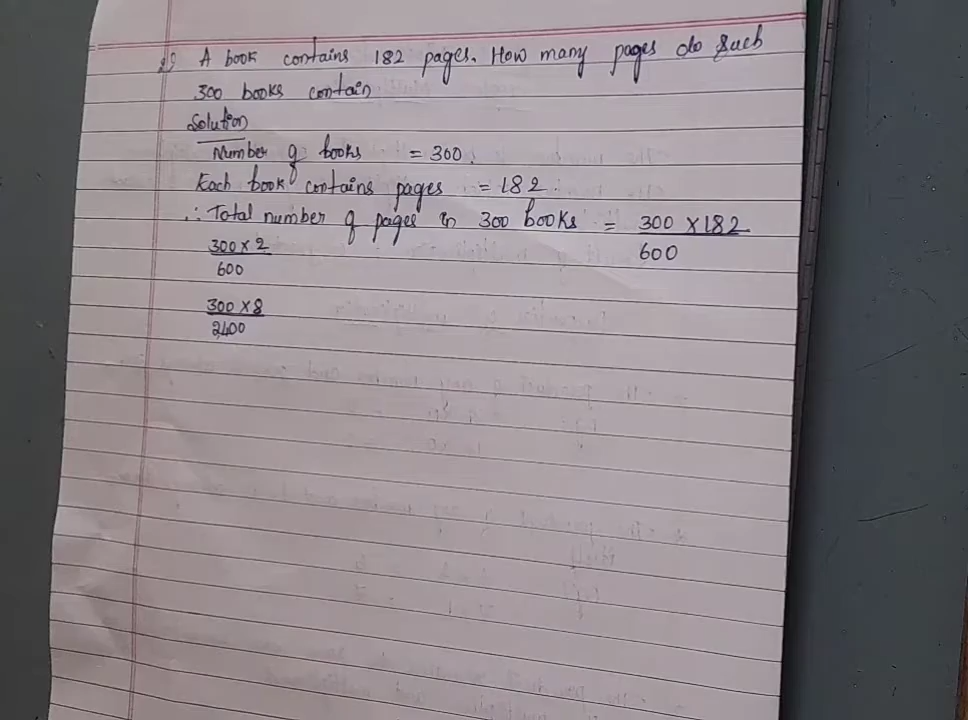 A book contains 182 pages. How many pages do such
300 books contain
Solution
Number of books = 300.
Each book contains pages = 182.
∴ Total number of pages in 300 books = 300 × 182
300 × 2
600
600
300 × 8
2400